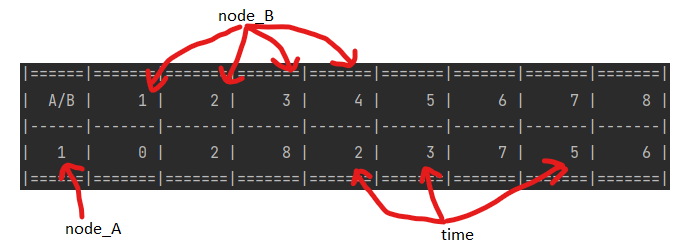 node_B
|======|=======|=======|=======|=======|=======|=======|=======|=======|
| A/B | 1 | 2 | 3 | 4 | 5 | 6 | 7 | 8 |
|------|-------|-------|-------|-------|-------|-------|-------|-------|
| 1 | 0 | 2 | 8 | 2 | 3 | 7 | 5 | 6 |
|======|=======|=======|=======|=======|=======|=======|=======|=======|
node_A
time